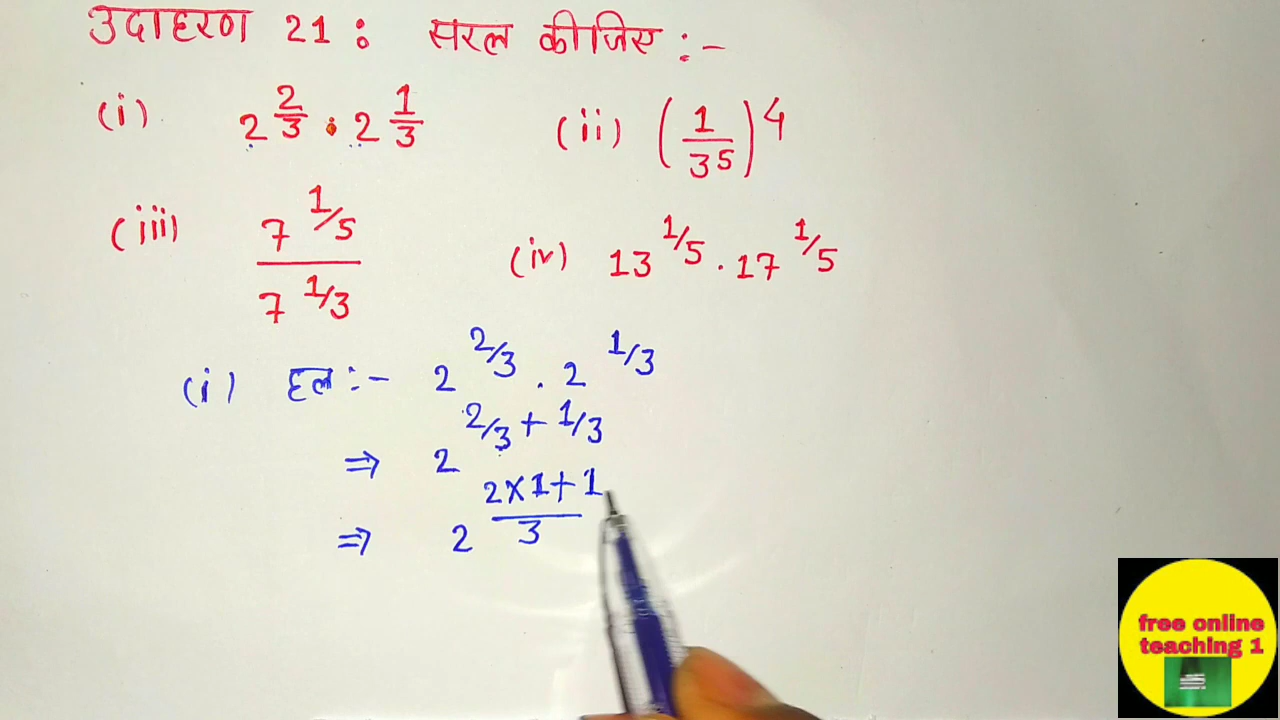 उदाहरण 21 : सरल कीजिए :-
(i) 2^{2/3} · 2^{1/3} (ii) (1/3^5)^4
(iii) 7^{1/5} / 7^{1/3} (iv) 13^{1/5} · 17^{1/5}
(i) हल :- 2^{2/3} · 2^{1/3}
⇒ 2^{2/3 + 1/3}
⇒ 2^{(2×1+1)/3}
free online
teaching 1